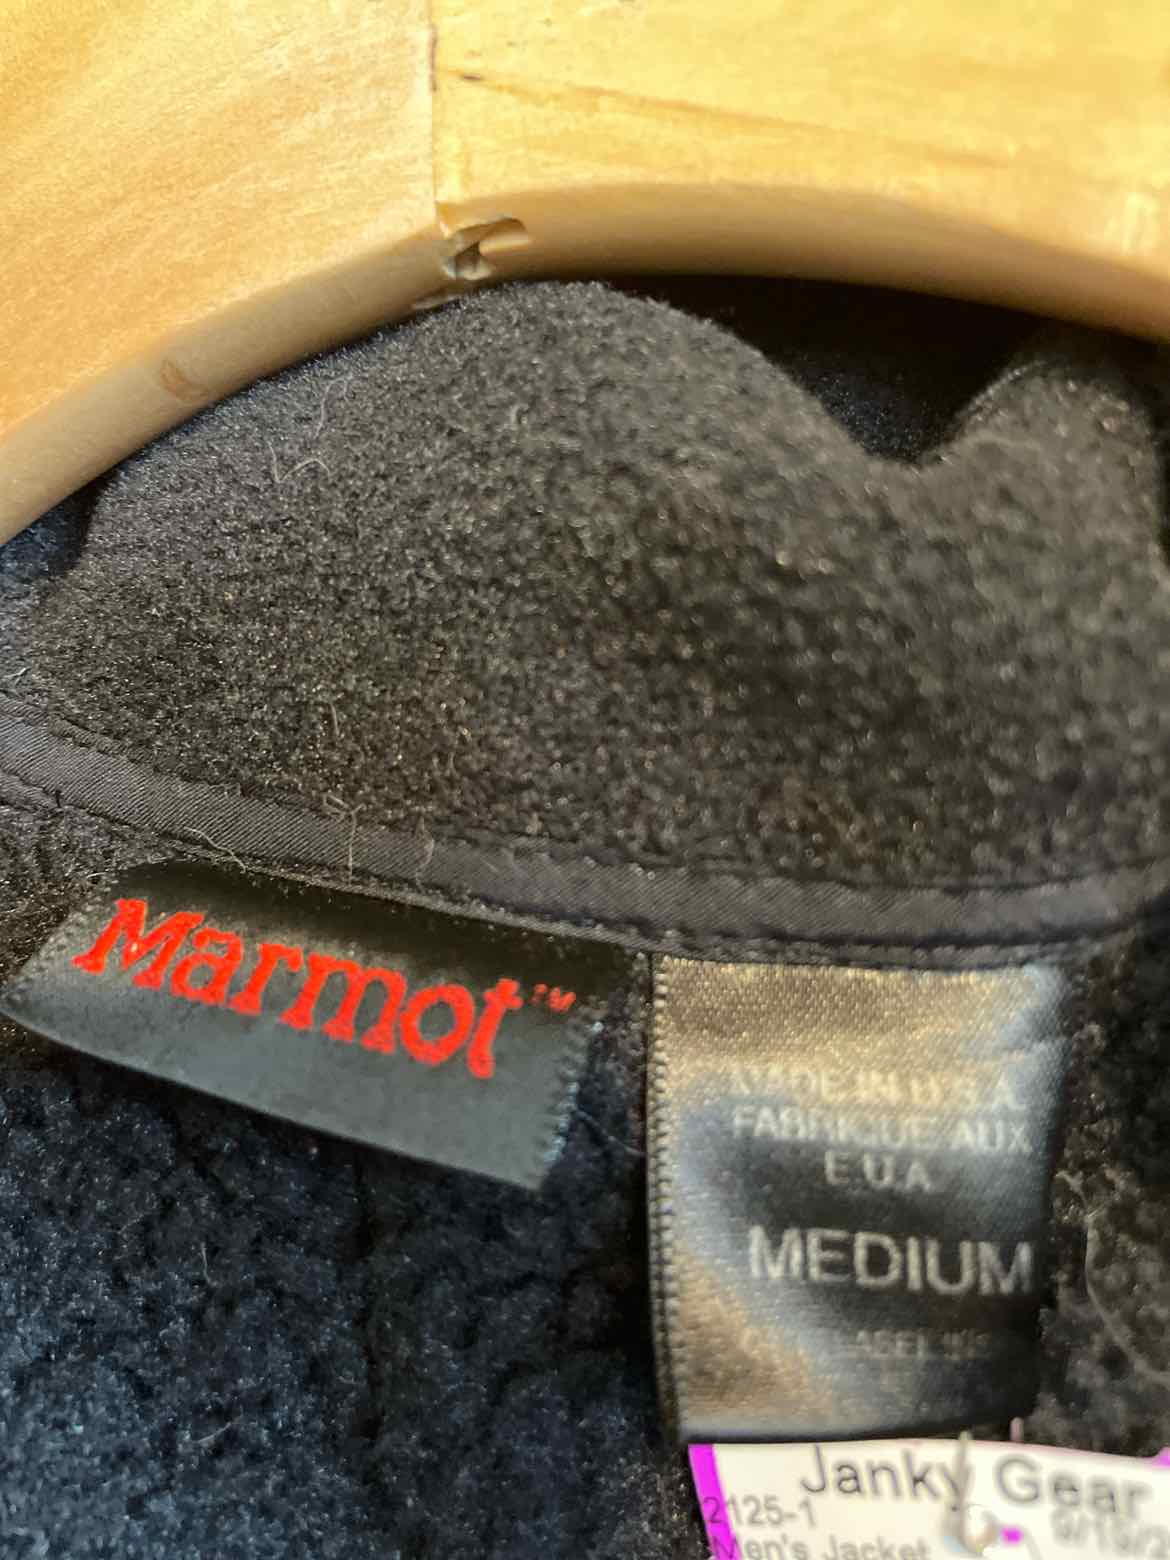 Marmot™
MADE IN U.S.A
FABRIQUE AUX
E.U.A
MEDIUM
Janky Gear
2125-1
Men's Jacket